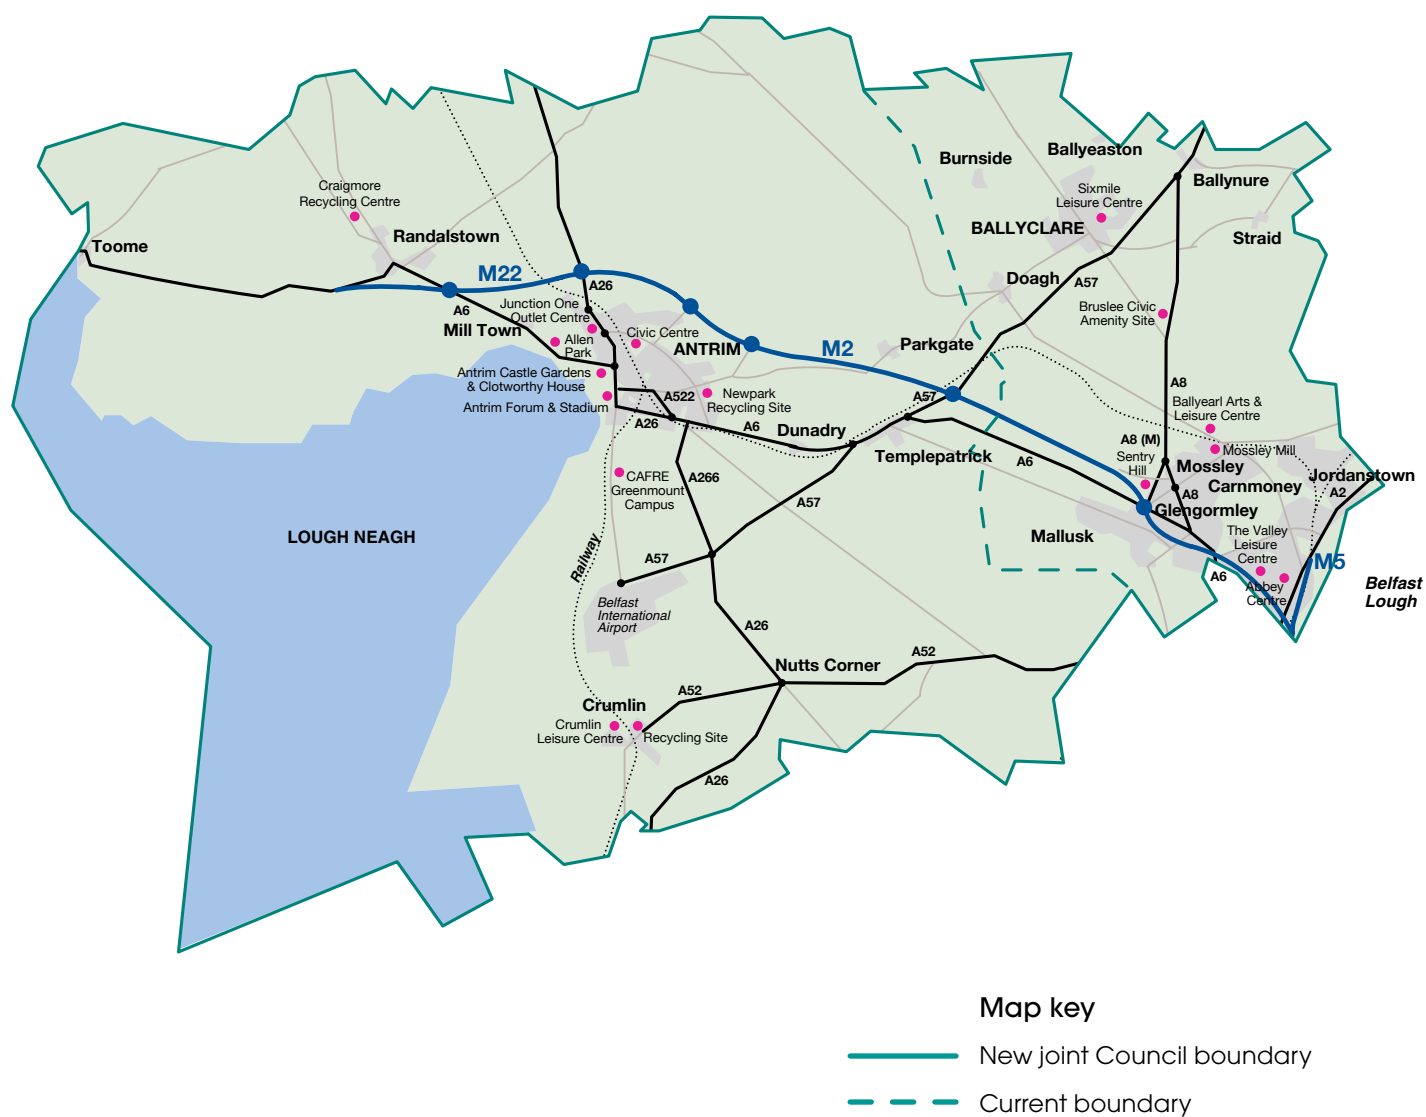 Ballyeaston
Burnside
Ballynure
Craigmore
Recycling Centre
Sixmile
Leisure Centre
BALLYCLARE
Straid
Toome
Randalstown
M22
A26
Doagh
A57
Junction One
Outlet Centre
A6
Mill Town
Bruslee Civic
Amenity Site
Allen
Park
Civic Centre
ANTRIM
M2
Parkgate
Antrim Castle Gardens
& Clotworthy House
Antrim Forum & Stadium
A522
Newpark
Recycling Site
A57
A8
Ballyearl Arts &
Leisure Centre
A26
A6
Dunadry
Templepatrick
A6
A8 (M)
Sentry
Hill
Mossley Mill
Mossley
Carnmoney
Jordanstown
A2
A8
Glengormley
CAFRE
Greenmount
Campus
A266
A57
LOUGH NEAGH
Railway
Mallusk
The Valley
Leisure
Centre
A57
A6
M5
Abbey
Centre
Belfast
Lough
Belfast
International
Airport
A26
Nutts Corner
A52
A52
Crumlin
Crumlin
Leisure Centre
Recycling Site
A26
Map key
New joint Council boundary
Current boundary